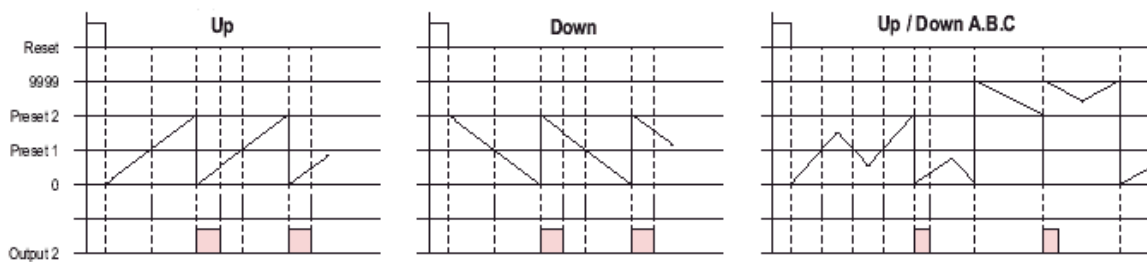 Up
Down
Up / Down A.B.C
Reset
9999
Preset 2
Preset 1
0
Output 2